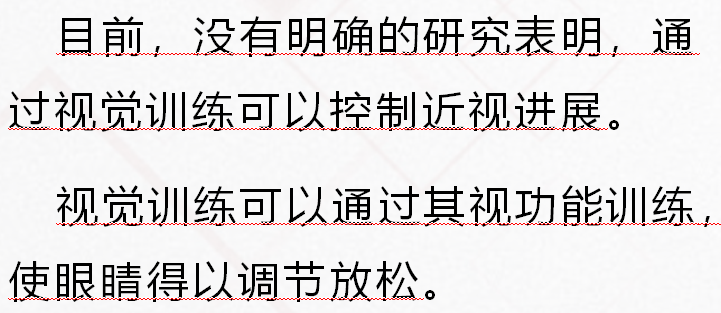 目前，没有明确的研究表明，通
过视觉训练可以控制近视进展。
视觉训练可以通过其视功能训练，
使眼睛得以调节放松。